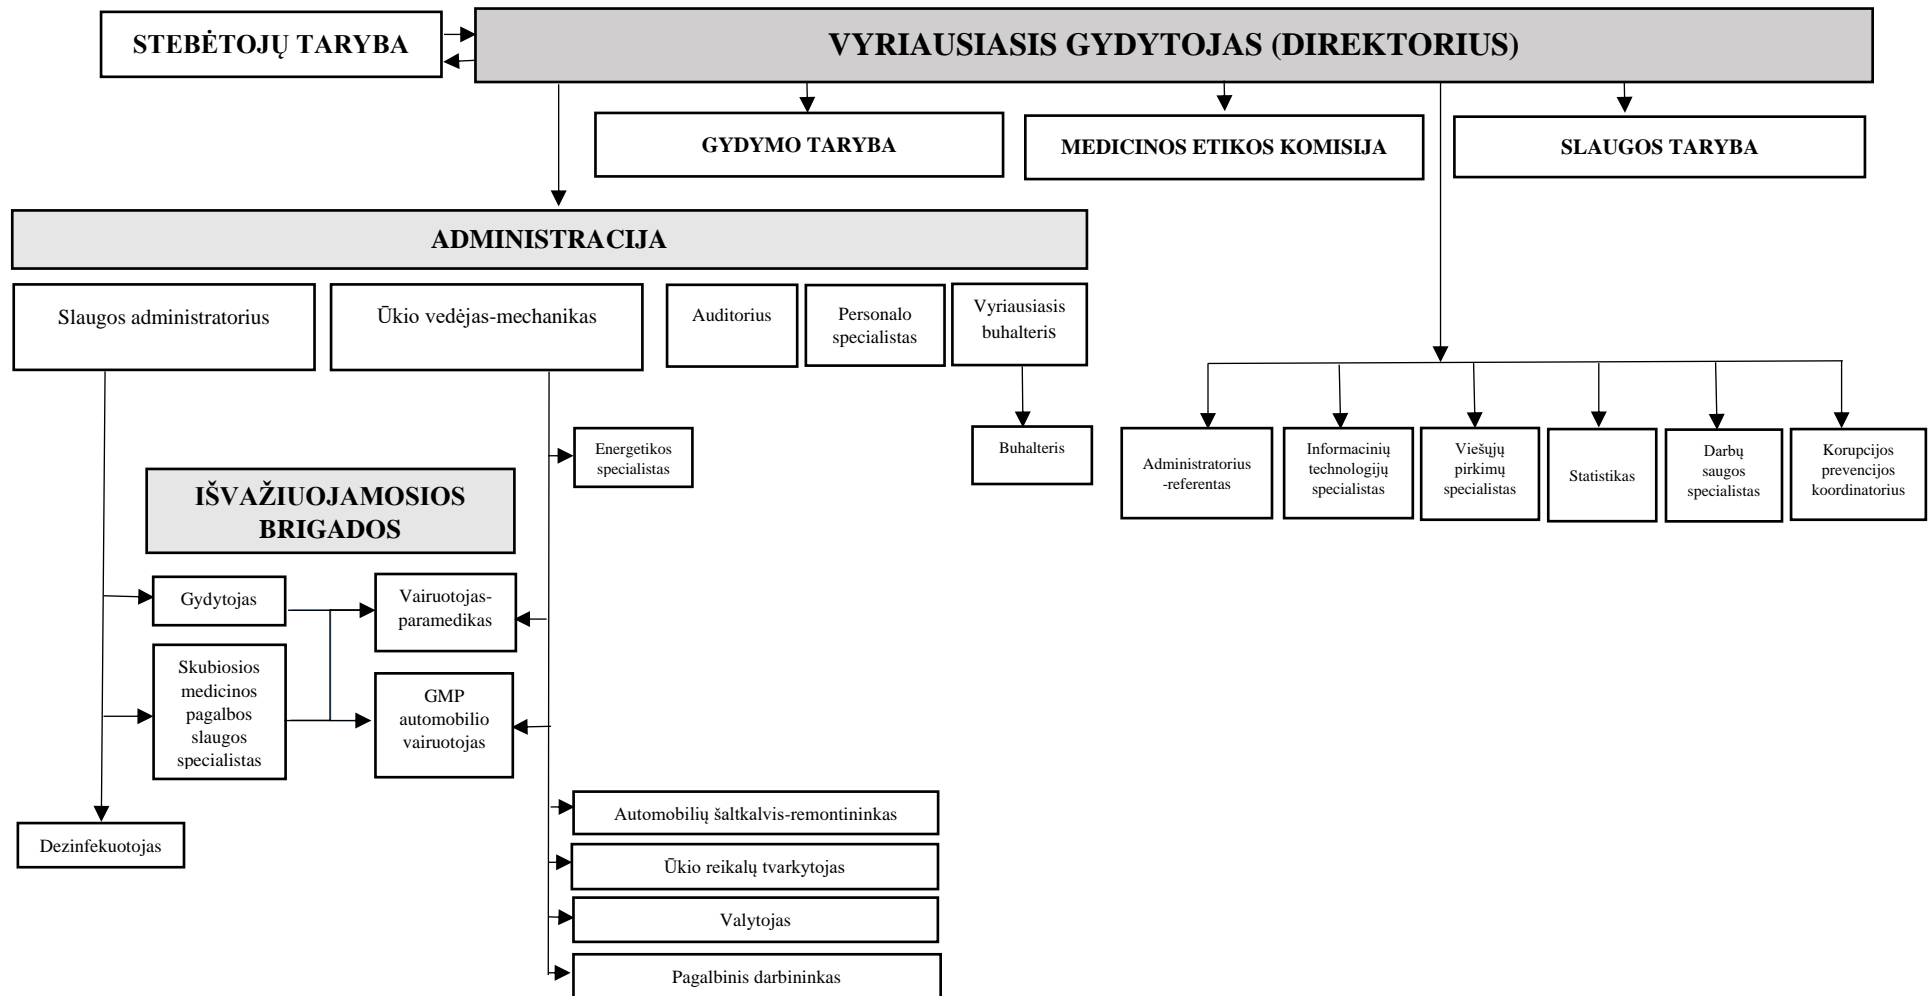 STEBĖTOJŲ TARYBA
VYRIAUSIASIS GYDYTOJAS (DIREKTORIUS)
GYDYMO TARYBA
MEDICINOS ETIKOS KOMISIJA
SLAUGOS TARYBA
ADMINISTRACIJA
Slaugos administratorius
Ūkio vedėjas-mechanikas
Auditorius
Personalo
specialistas
Vyriausiasis
buhalteris
Energetikos
specialistas
Buhalteris
Administratorius
-referentas
Informacinių
technologijų
specialistas
Viešųjų
pirkimų
specialistas
Statistikas
Darbų
saugos
specialistas
Korupcijos
prevencijos
koordinatorius
IŠVAŽIUOJAMOSIOS
BRIGADOS
Gydytojas
Vairuotojas-
paramedikas
Skubiosios
medicinos
pagalbos
slaugos
specialistas
GMP
automobilio
vairuotojas
Dezinfekuotojas
Automobilių šaltkalvis-remontininkas
Ūkio reikalų tvarkytojas
Valytojas
Pagalbinis darbininkas